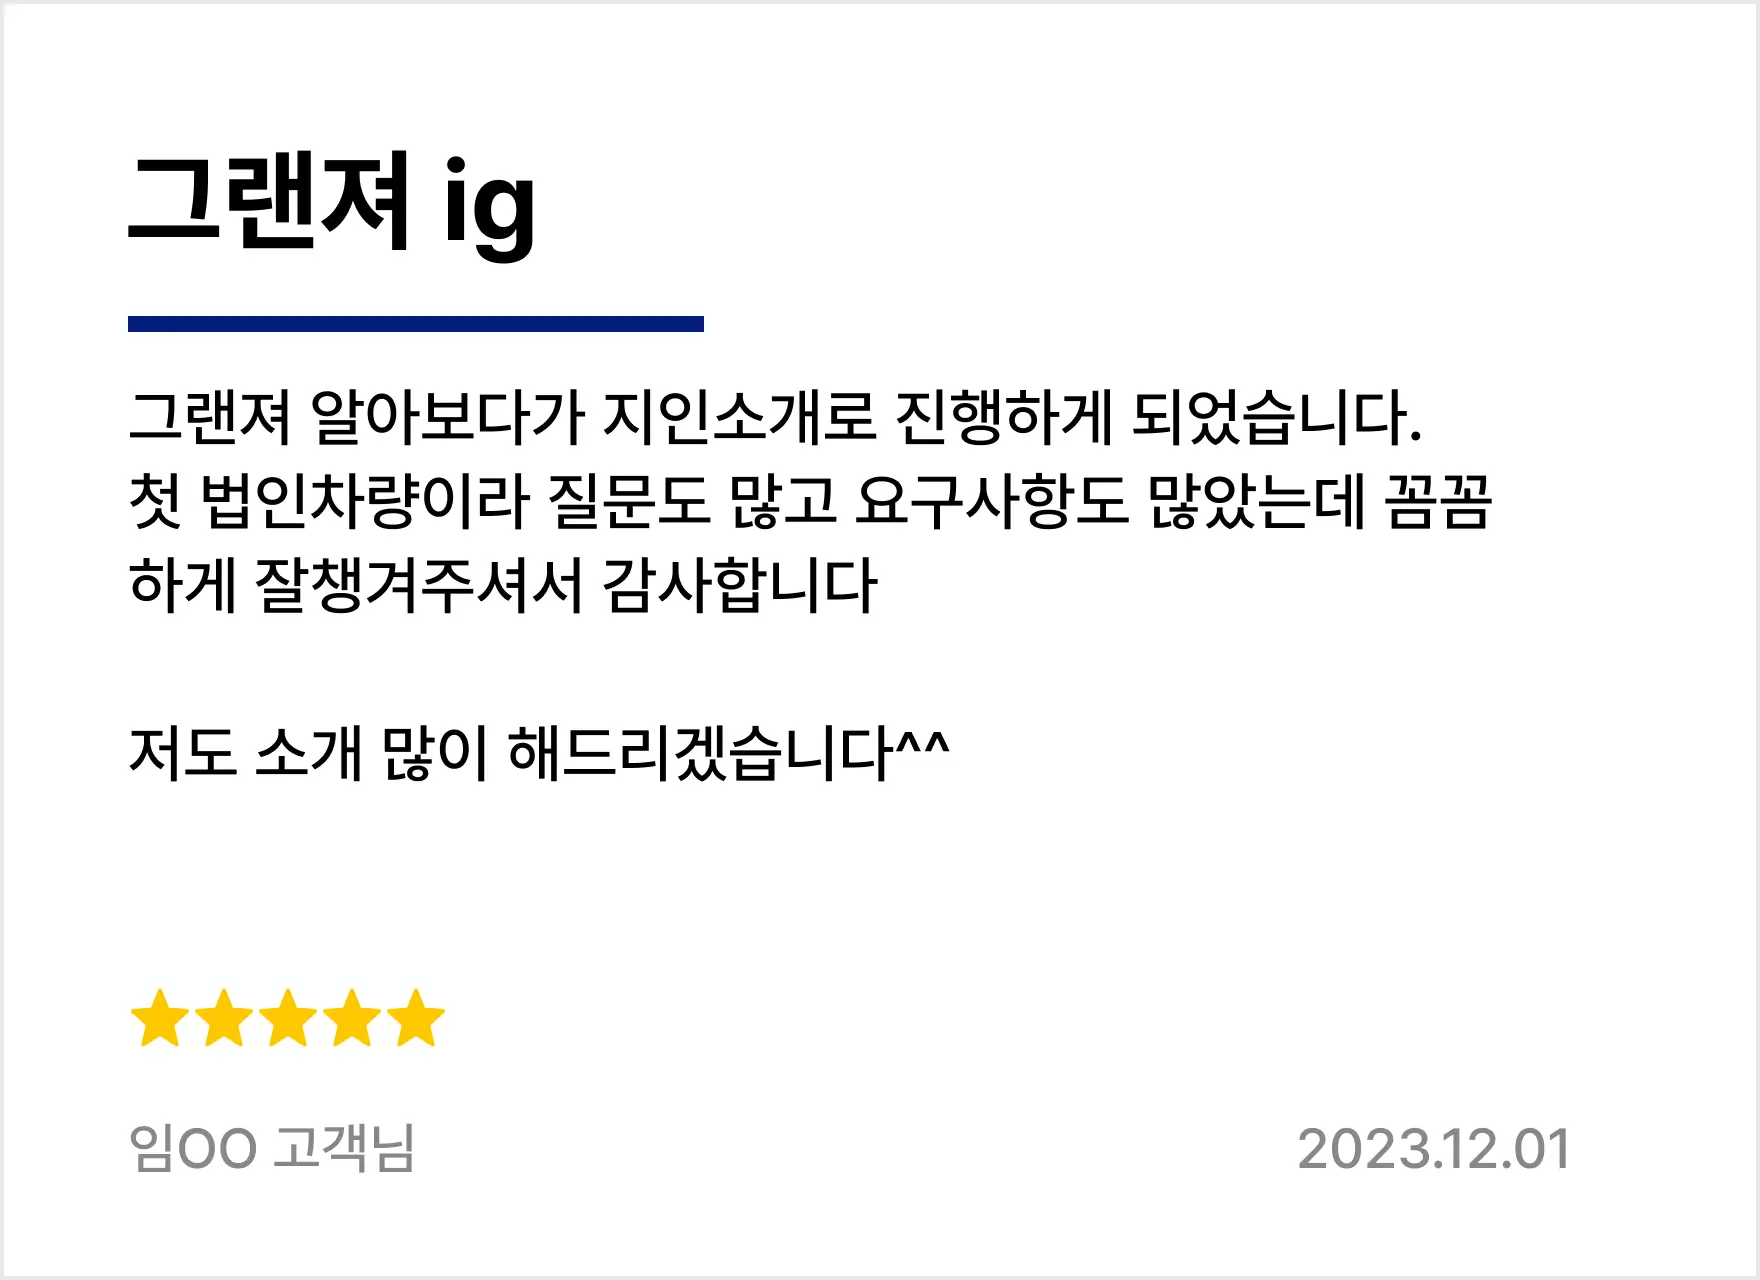 그랜져 ig
그랜져 알아보다가 지인소개로 진행하게 되었습니다.
첫 법인차량이라 질문도 많고 요구사항도 많았는데 꼼꼼
하게 잘챙겨주셔서 감사합니다
저도 소개 많이 해드리겠습니다^^
임OO 고객님
2023.12.01